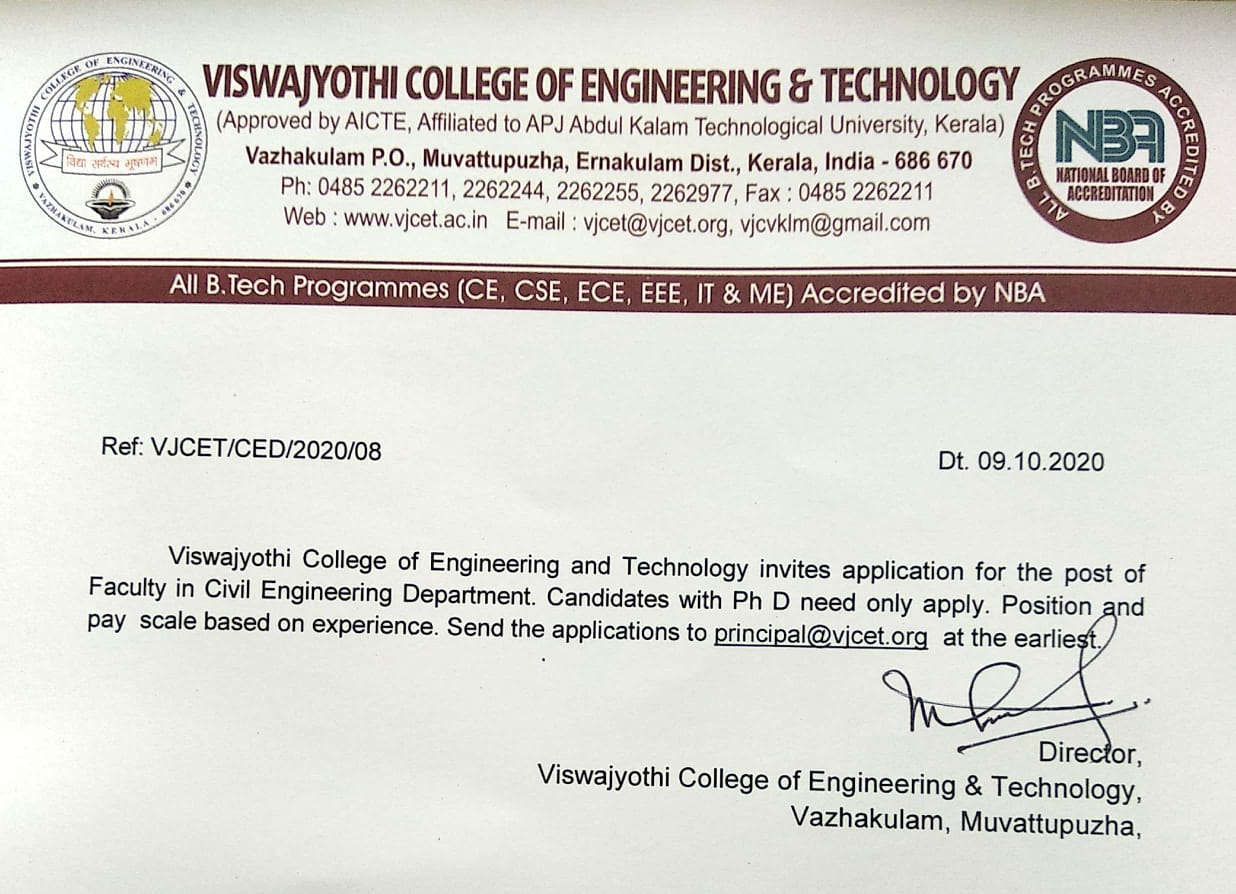 VISWAJYOTHI COLLEGE OF ENGINEERING & TECHNOLOGY
VAZHAKULAM, KERALA - 686 670
विद्या सर्वस्य भूषणम्
VISWAJYOTHI COLLEGE OF ENGINEERING & TECHNOLOGY
(Approved by AICTE, Affiliated to APJ Abdul Kalam Technological University, Kerala)
Vazhakulam P.O., Muvattupuzha, Ernakulam Dist., Kerala, India - 686 670
Ph: 0485 2262211, 2262244, 2262255, 2262977, Fax : 0485 2262211
Web : www.vjcet.ac.in E-mail : vjcet@vjcet.org, vjcvklm@gmail.com
ALL B.TECH PROGRAMMES ACCREDITED BY
NBA
NATIONAL BOARD OF
ACCREDITATION
All B.Tech Programmes (CE, CSE, ECE, EEE, IT & ME) Accredited by NBA
Ref: VJCET/CED/2020/08
Dt. 09.10.2020
Viswajyothi College of Engineering and Technology invites application for the post of
Faculty in Civil Engineering Department. Candidates with Ph D need only apply. Position and
pay scale based on experience. Send the applications to principal@vjcet.org at the earliest.
Director,
Viswajyothi College of Engineering & Technology,
Vazhakulam, Muvattupuzha,